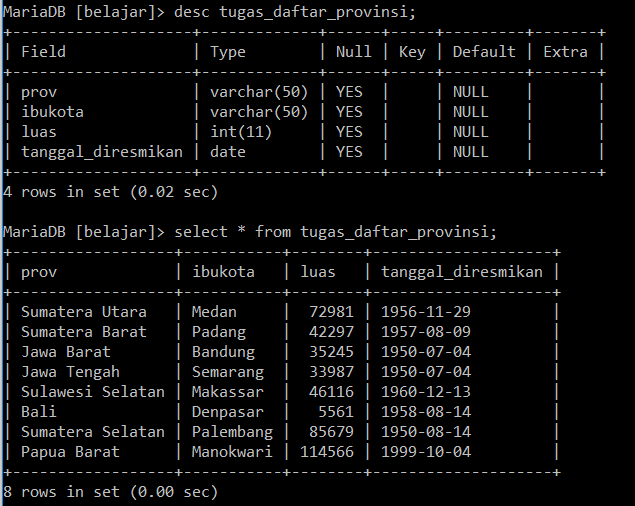 MariaDB [belajar]> desc tugas_daftar_provinsi;
+--------------------+-------------+------+-----+---------+-------+
| Field              | Type        | Null | Key | Default | Extra |
+--------------------+-------------+------+-----+---------+-------+
| prov               | varchar(50) | YES  |     | NULL    |       |
| ibukota            | varchar(50) | YES  |     | NULL    |       |
| luas               | int(11)     | YES  |     | NULL    |       |
| tanggal_diresmikan | date        | YES  |     | NULL    |       |
+--------------------+-------------+------+-----+---------+-------+
4 rows in set (0.02 sec)

MariaDB [belajar]> select * from tugas_daftar_provinsi;
+------------------+-----------+--------+--------------------+
| prov             | ibukota   | luas   | tanggal_diresmikan |
+------------------+-----------+--------+--------------------+
| Sumatera Utara   | Medan     |  72981 | 1956-11-29         |
| Sumatera Barat   | Padang    |  42297 | 1957-08-09         |
| Jawa Barat       | Bandung   |  35245 | 1950-07-04         |
| Jawa Tengah      | Semarang  |  33987 | 1950-07-04         |
| Sulawesi Selatan | Makassar  |  46116 | 1960-12-13         |
| Bali             | Denpasar  |   5561 | 1958-08-14         |
| Sumatera Selatan | Palembang |  85679 | 1950-08-14         |
| Papua Barat      | Manokwari | 114566 | 1999-10-04         |
+------------------+-----------+--------+--------------------+
8 rows in set (0.00 sec)